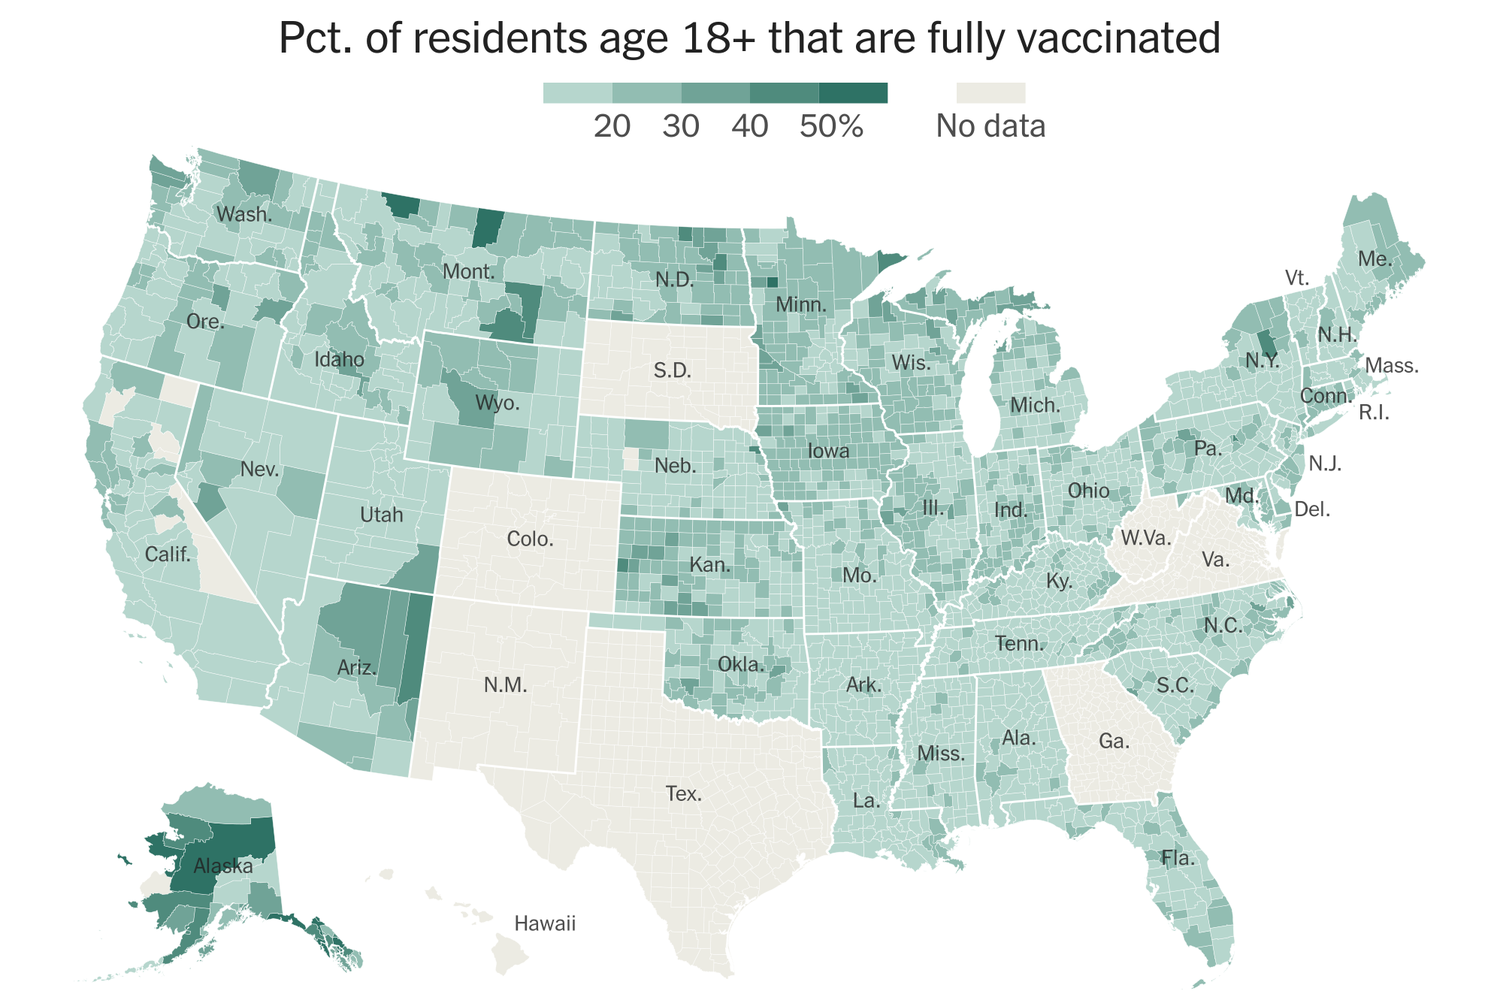 Pct. of residents age 18+ that are fully vaccinated
20 30 40 50% No data
Wash.
Mont.
N.D.
Minn.
Me.
Vt.
Ore.
Idaho
S.D.
Wis.
N.H.
N.Y.
Mass.
Wyo.
Mich.
Conn.
R.I.
Nev.
Neb.
Iowa
Pa.
N.J.
Utah
Colo.
Ill.
Ind.
Ohio
Md.
Del.
Calif.
Kan.
Mo.
Ky.
W.Va.
Va.
Ariz.
N.M.
Okla.
Ark.
Tenn.
N.C.
S.C.
Tex.
La.
Miss.
Ala.
Ga.
Fla.
Alaska
Hawaii